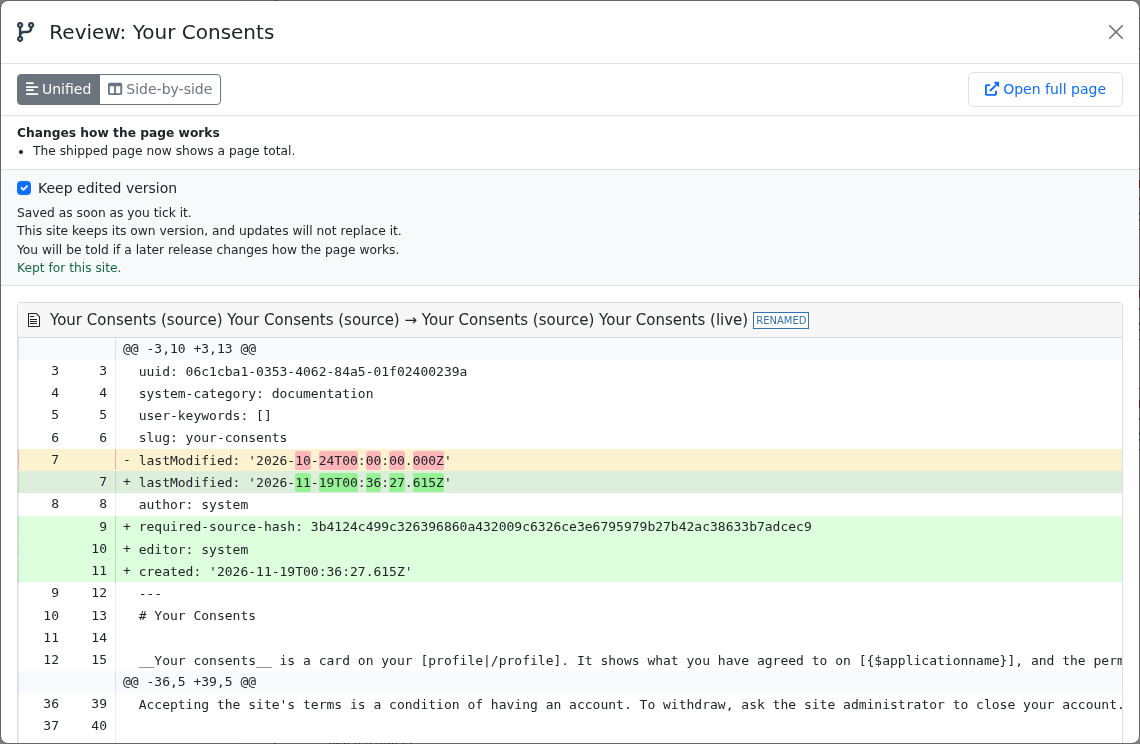 Review: Your Consents
Unified
Side-by-side
Open full page
Changes how the page works
• The shipped page now shows a page total.
Keep edited version
Saved as soon as you tick it.
This site keeps its own version, and updates will not replace it.
You will be told if a later release changes how the page works.
Kept for this site.
Your Consents (source) Your Consents (source) → Your Consents (source) Your Consents (live) RENAMED
@@ -3,10 +3,13 @@
3 3 uuid: 06c1cba1-0353-4062-84a5-01f02400239a
4 4 system-category: documentation
5 5 user-keywords: []
6 6 slug: your-consents
7 - lastModified: '2026-10-24T00:00:00.000Z'
7 + lastModified: '2026-11-19T00:36:27.615Z'
8 8 author: system
9 + required-source-hash: 3b4124c499c326396860a432009c6326ce3e6795979b27b42ac38633b7adcec9
10 + editor: system
11 + created: '2026-11-19T00:36:27.615Z'
9 12 ---
10 13 # Your Consents
11 14
12 15 __Your consents__ is a card on your [profile|/profile]. It shows what you have agreed to on [{$applicationname}], and the perm
@@ -36,5 +39,5 @@
36 39 Accepting the site's terms is a condition of having an account. To withdraw, ask the site administrator to close your account.
37 40